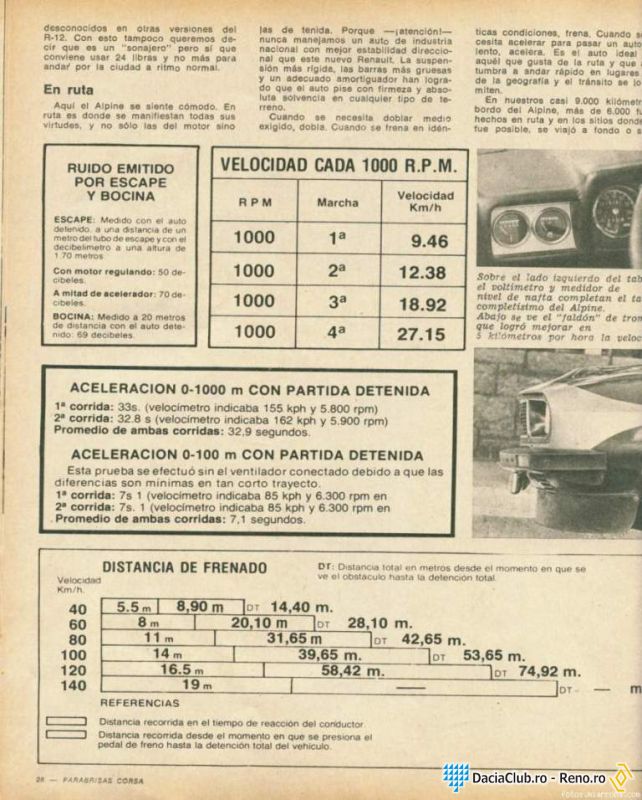 desconocidos en otras versiones del
R-12. Con esto tampoco queremos de-
cir que es un "sonajero" pero sí que
conviene usar 24 libras y no más para
andar por la ciudad a ritmo normal.
En ruta
Aquí el Alpine se siente cómodo. En
ruta es donde se manifiestan todas sus
virtudes, y no sólo las del motor sino
las de tenida. Porque —¡atención!—
nunca manejamos un auto de industria
nacional con mejor estabilidad direccio-
nal que este nuevo Renault. La suspen-
sión más rígida, las barras más gruesas
y un adecuado amortiguador han logra-
do que el auto pise con firmeza y abso-
luta solvencia en cualquier tipo de te-
rreno.
Cuando se necesita doblar medio
exigido, dobla. Cuando se frena en idén-
ticas condiciones, frena. Cuando s
cesita acelerar para pasar un auto
lento, acelera. Es el auto ideal
aquél que gusta de la ruta y que a
tumbra a andar rápido en lugares
de la geografía y el tránsito se lo
miten.
En nuestros casi 9.000 kilómet
bordo del Alpine, más de 6.000 fu
hechos en ruta y en los sitios donde
fue posible, se viajó a fondo o
RUIDO EMITIDO
POR ESCAPE
Y BOCINA
ESCAPE: Medido con el auto
detenido, a una distancia de un
metro del tubo de escape y con el
decibelímetro a una altura de
1.70 metros
Con motor regulando: 50 de-
cibeles.
A mitad de acelerador: 70 de-
cibeles.
BOCINA: Medido a 20 metros
de distancia con el auto dete-
nido: 69 decibeles.
VELOCIDAD CADA 1000 R.P.M.
RPM Marcha Velocidad Km/h
1000 1ª 9.46
1000 2ª 12.38
1000 3ª 18.92
1000 4ª 27.15
Sobre el lado izquierdo del tab
el voltímetro y medidor de
nivel de nafta completan el ta
completísimo del Alpine.
Abajo se ve el "faldón" de tron
que logró mejorar en
5 kilómetros por hora la veloc
ACELERACION 0-1000 m CON PARTIDA DETENIDA
1ª corrida: 33s. (velocímetro indicaba 155 kph y 5.800 rpm)
2ª corrida: 32.8 s (velocímetro indicaba 162 kph y 5.900 rpm)
Promedio de ambas corridas: 32,9 segundos.
ACELERACION 0-100 m CON PARTIDA DETENIDA
Esta prueba se efectuó sin el ventilador conectado debido a que las
diferencias son mínimas en tan corto trayecto.
1ª corrida: 7s 1 (velocímetro indicaba 85 kph y 6.300 rpm en
2ª corrida: 7s. 1 (velocímetro indicaba 85 kph y 6.300 rpm en
Promedio de ambas corridas: 7,1 segundos.
DISTANCIA DE FRENADO
DT: Distancia total en metros desde el momento en que se
ve el obstáculo hasta la detención total.
Velocidad
Km/h.
40 5.5 m 8,90 m DT 14,40 m.
60 8 m 20,10 m DT 28,10 m.
80 11 m 31,65 m DT 42,65 m.
100 14 m 39,65 m. DT 53,65 m.
120 16.5 m 58,42 m. DT 74,92 m.
140 19 m — DT - — m
REFERENCIAS
Distancia recorrida en el tiempo de reacción del conductor.
Distancia recorrida desde el momento en que se presiona el
pedal de freno hasta la detención total del vehículo.
28 — PARABRISAS CORSA
DaciaClub.ro - Reno.ro